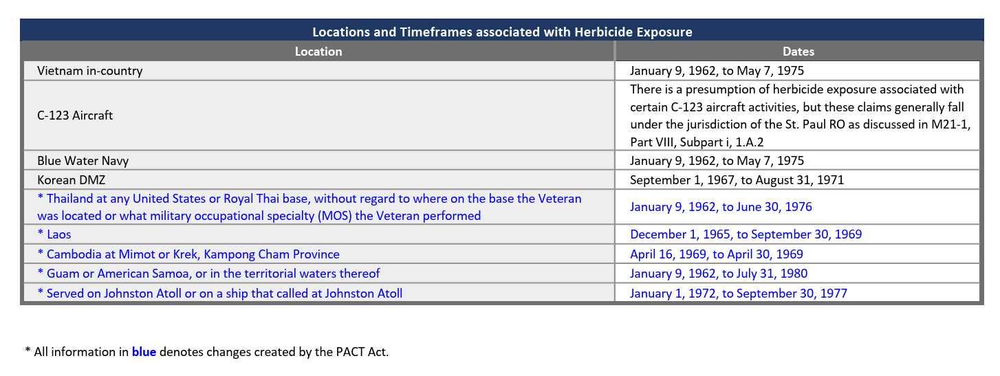 Locations and Timeframes associated with Herbicide Exposure
Location
Dates
Vietnam in-country
January 9, 1962, to May 7, 1975
C-123 Aircraft
There is a presumption of herbicide exposure associated with
certain C-123 aircraft activities, but these claims generally fall
under the jurisdiction of the St. Paul RO as discussed in M21-1,
Part VIII, Subpart i, 1.A.2
Blue Water Navy
January 9, 1962, to May 7, 1975
Korean DMZ
September 1, 1967, to August 31, 1971
* Thailand at any United States or Royal Thai base, without regard to where on the base the Veteran
was located or what military occupational specialty (MOS) the Veteran performed
January 9, 1962, to June 30, 1976
* Laos
December 1, 1965, to September 30, 1969
* Cambodia at Mimot or Krek, Kampong Cham Province
April 16, 1969, to April 30, 1969
* Guam or American Samoa, or in the territorial waters thereof
January 9, 1962, to July 31, 1980
* Served on Johnston Atoll or on a ship that called at Johnston Atoll
January 1, 1972, to September 30, 1977
* All information in blue denotes changes created by the PACT Act.